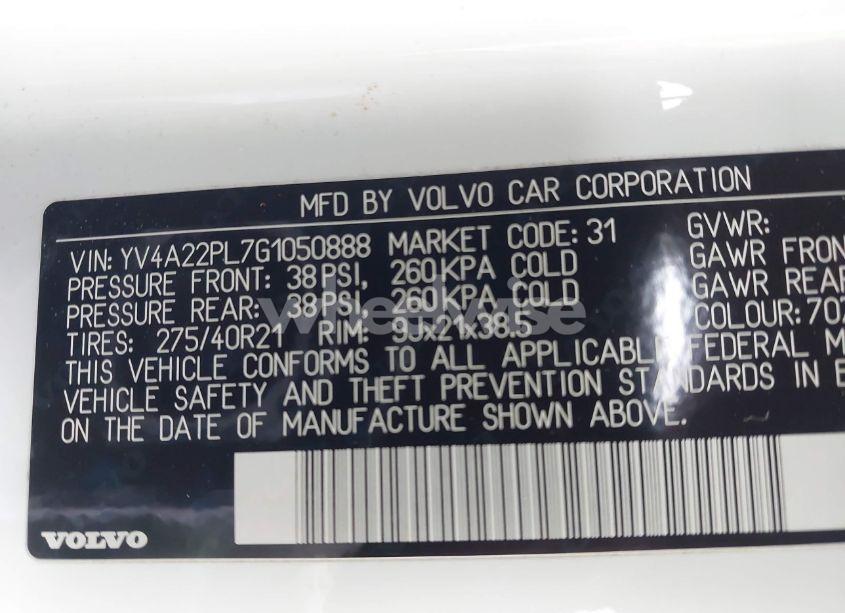 MFD BY VOLVO CAR CORPORATION
VIN: YV4A22PL7G1050888 MARKET CODE: 31 GVWR:
PRESSURE FRONT: 38 PSI, 260 KPA COLD GAWR FRON
PRESSURE REAR: 38 PSI, 260 KPA COLD GAWR REAR
TIRES: 275/40R21 RIM: 9Jx21x38.5 COLOUR: 702
THIS VEHICLE CONFORMS TO ALL APPLICABLE FEDERAL M
VEHICLE SAFETY AND THEFT PREVENTION STANDARDS IN E
ON THE DATE OF MANUFACTURE SHOWN ABOVE.
VOLVO
wheelwise